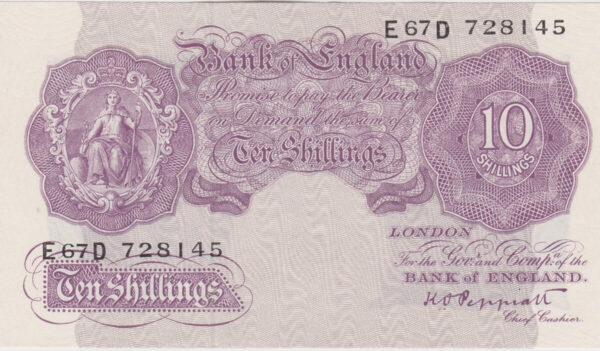 E67D 728145
Bank of England
Promise to pay the Bearer
on Demand the sum of
Ten Shillings
10
SHILLINGS
LONDON
For the Govr. and Compa. of the
BANK of ENGLAND.
K.O.Peppiatt
Chief Cashier.
E67D 728145
Ten Shillings